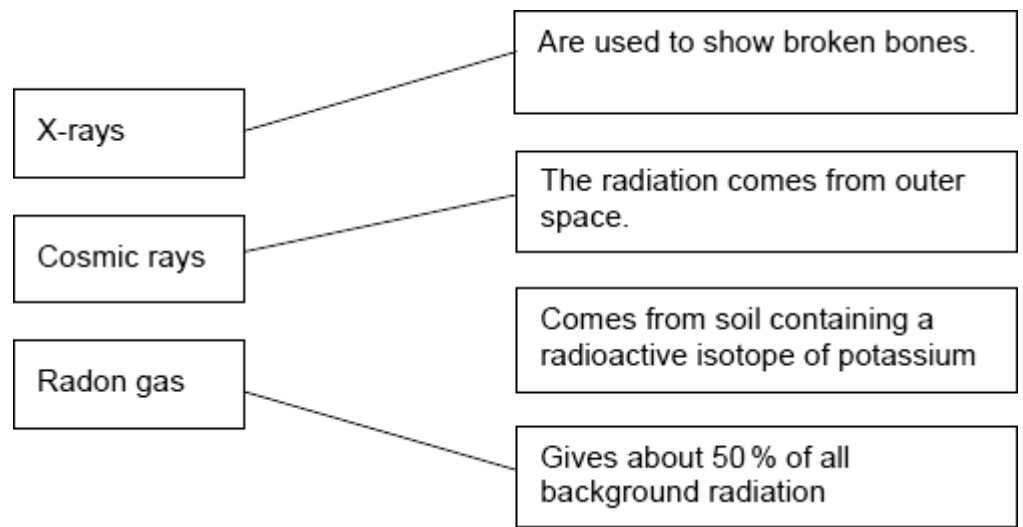 X-rays
Cosmic rays
Radon gas
Are used to show broken bones.
The radiation comes from outer
space.
Comes from soil containing a
radioactive isotope of potassium
Gives about 50 % of all
background radiation